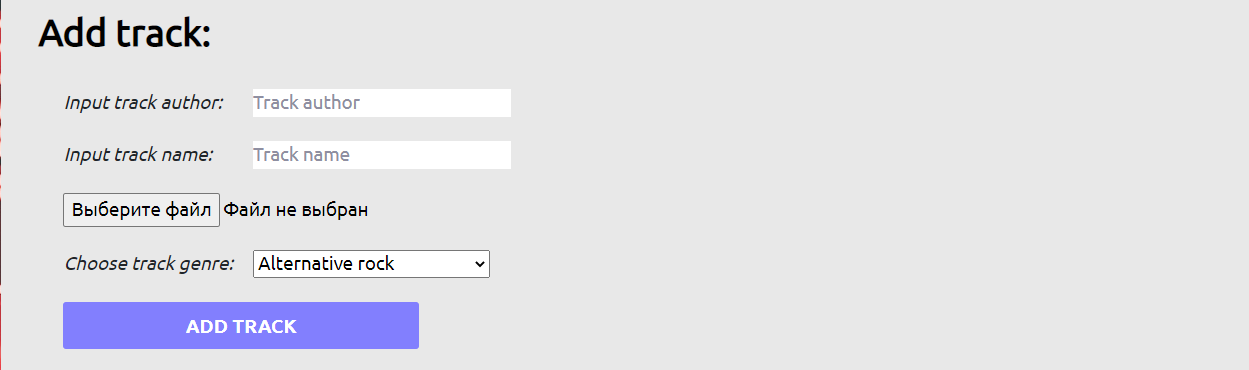 Add track:
Input track author: Track author
Input track name: Track name
Выберите файл Файл не выбран
Choose track genre: Alternative rock
ADD TRACK